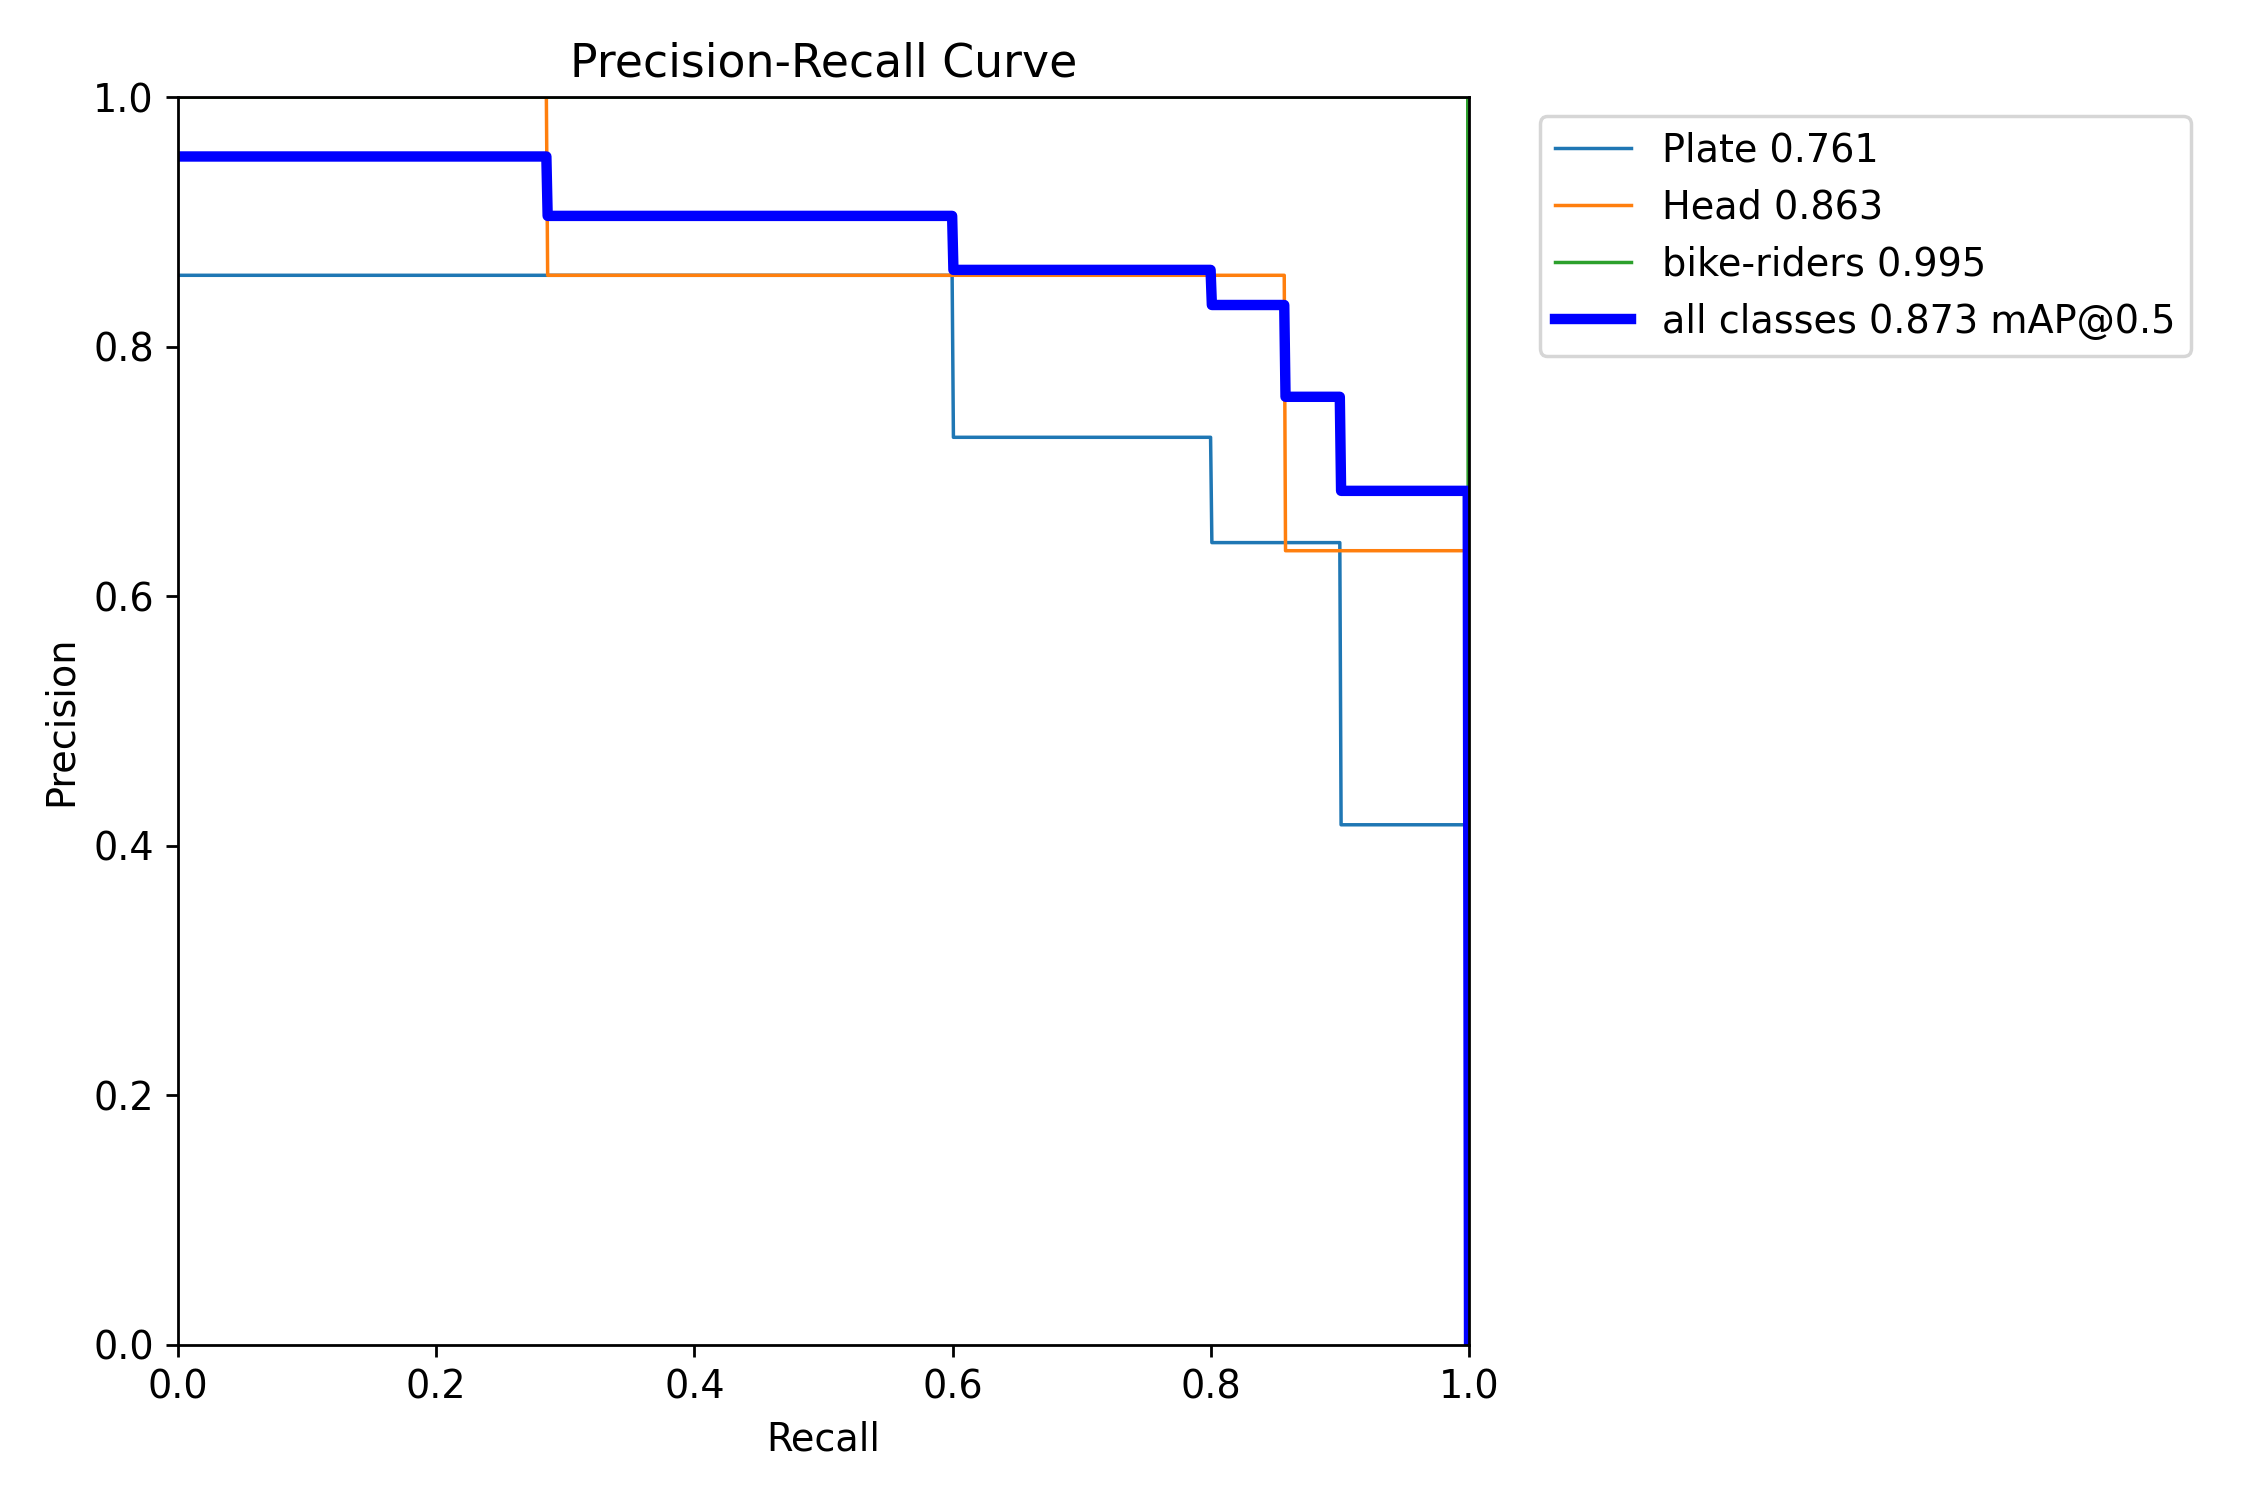 Precision-Recall Curve
1.0
0.8
0.6
0.4
0.2
0.0
Precision
0.0 0.2 0.4 0.6 0.8 1.0
Recall
Plate 0.761
Head 0.863
bike-riders 0.995
all classes 0.873 mAP@0.5